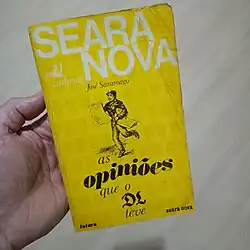 SEARA
NOVA
José Saramago
as
opiniões
que o
DL
teve
futura
seara nova